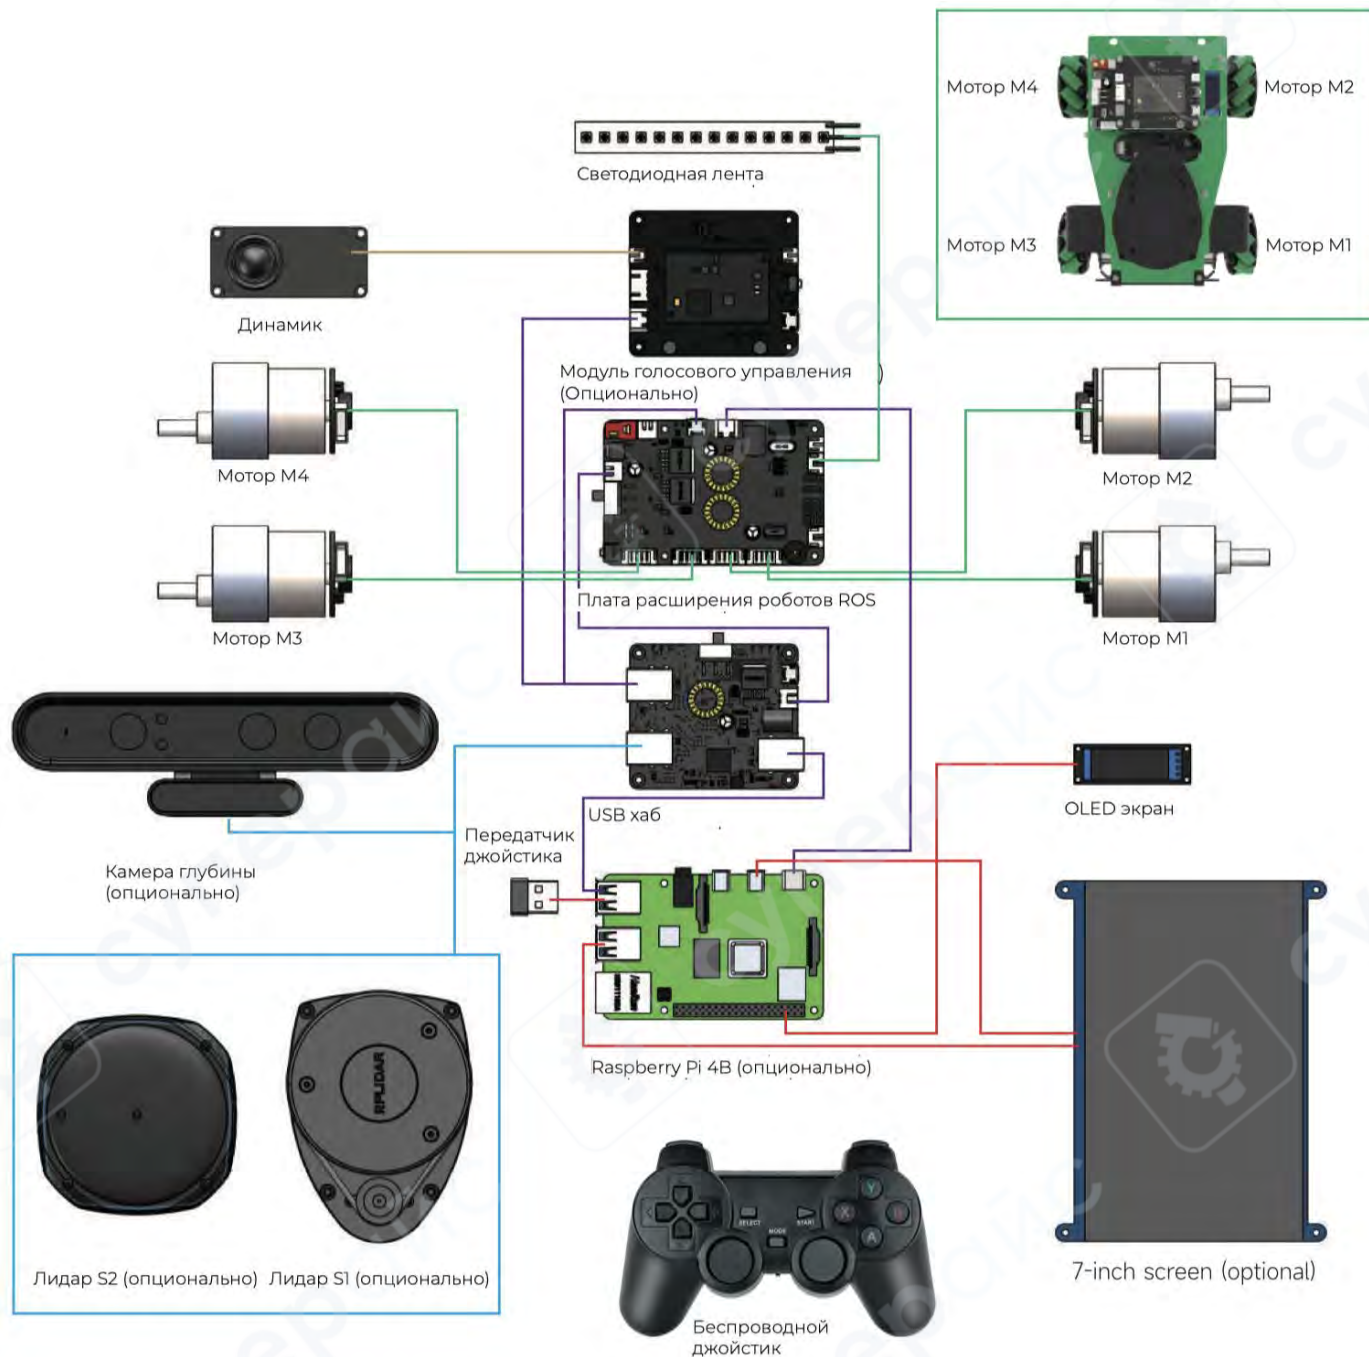 Мотор M4
Мотор M2
Мотор M3
Мотор M1
Светодиодная лента
Динамик
Модуль голосового управления )
(Опционально)
Мотор M4
Мотор M2
Плата расширения роботов ROS
Мотор M3
Мотор M1
USB хаб
OLED экран
Передатчик
джойстика
Камера глубины
(опционально)
Raspberry Pi 4B (опционально)
RPLIDAR
Y
X
B
A
SELECT
START
MODE
Лидар S2 (опционально)
Лидар S1 (опционально)
7-inch screen (optional)
Беспроводной
джойстик
суперайс